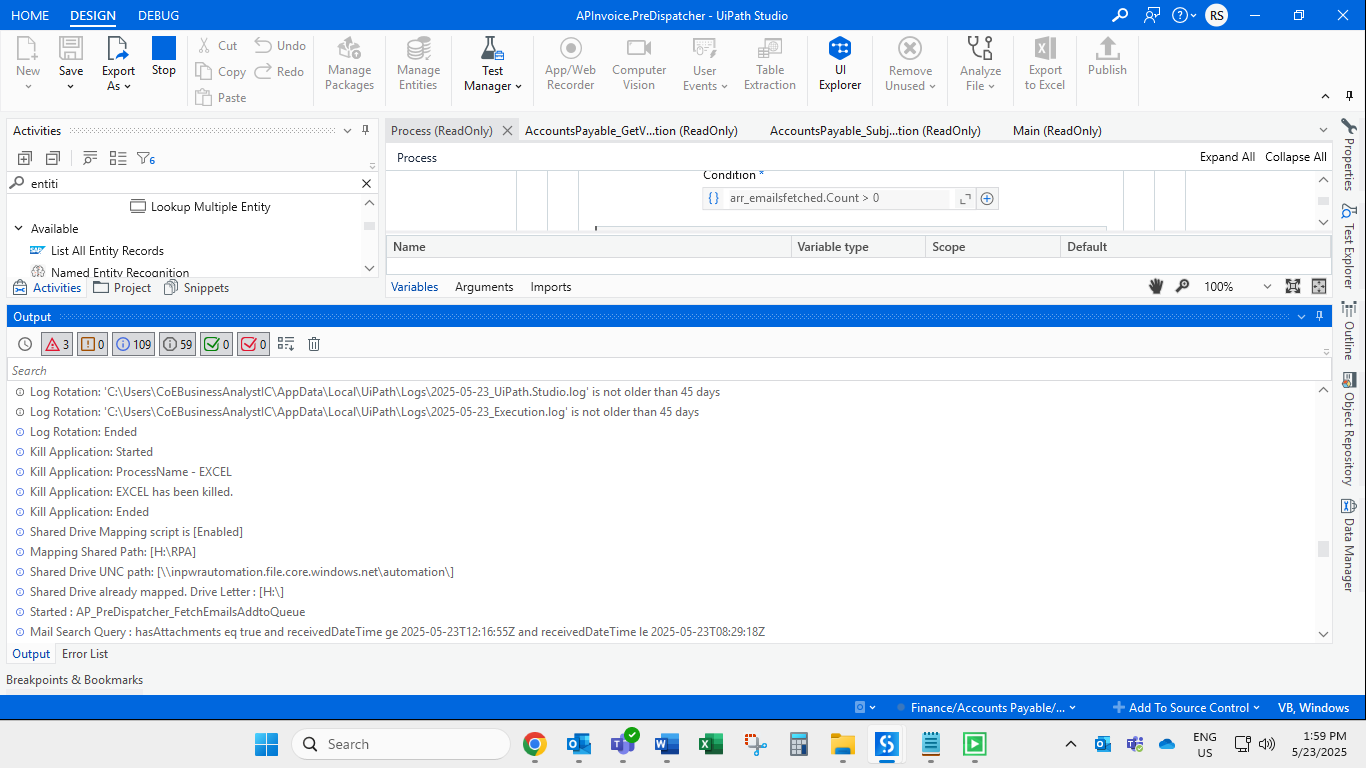 HOME DESIGN DEBUG APInvoice.PreDispatcher - UiPath Studio RS
New Save Export As Stop Cut Copy Paste Undo Redo Manage Packages Manage Entities Test Manager App/Web Recorder Computer Vision User Events Table Extraction UI Explorer Remove Unused Analyze File Export to Excel Publish
Activities
6
entiti
Lookup Multiple Entity
Available
List All Entity Records
Named Entity Recognition
Activities Project Snippets
Process (ReadOnly) AccountsPayable_GetV...tion (ReadOnly) AccountsPayable_Subj...tion (ReadOnly) Main (ReadOnly)
Process Expand All Collapse All
Condition *
arr_emailsfetched.Count > 0
Name Variable type Scope Default
Variables Arguments Imports 100%
Properties
Test Explorer
Outline
Object Repository
Data Manager
Output
3 0 109 59 0 0
Search
Log Rotation: 'C:\Users\CoEBusinessAnalystIC\AppData\Local\UiPath\Logs\2025-05-23_UiPath.Studio.log' is not older than 45 days
Log Rotation: 'C:\Users\CoEBusinessAnalystIC\AppData\Local\UiPath\Logs\2025-05-23_Execution.log' is not older than 45 days
Log Rotation: Ended
Kill Application: Started
Kill Application: ProcessName - EXCEL
Kill Application: EXCEL has been killed.
Kill Application: Ended
Shared Drive Mapping script is [Enabled]
Mapping Shared Path: [H:\RPA]
Shared Drive UNC path: [\\inpwrautomation.file.core.windows.net\automation\]
Shared Drive already mapped. Drive Letter : [H:\]
Started : AP_PreDispatcher_FetchEmailsAddtoQueue
Mail Search Query : hasAttachments eq true and receivedDateTime ge 2025-05-23T12:16:55Z and receivedDateTime le 2025-05-23T08:29:18Z
Output Error List
Breakpoints & Bookmarks
Finance/Accounts Payable/... Add To Source Control VB, Windows
Search
ENG
US
1:59 PM
5/23/2025